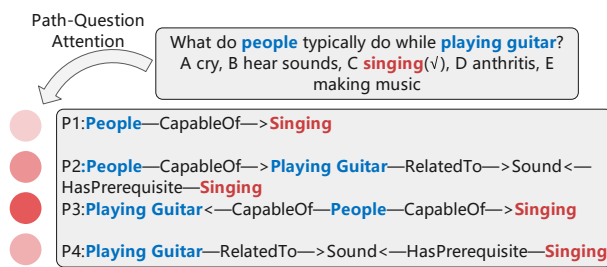 Path-Question
Attention
What do people typically do while playing guitar?
A cry, B hear sounds, C singing(√), D anthritis, E
making music
P1:People—CapableOf—>Singing
P2:People—CapableOf—>Playing Guitar—RelatedTo—>Sound<—
HasPrerequisite—Singing
P3:Playing Guitar<—CapableOf—People—CapableOf—>Singing
P4:Playing Guitar—RelatedTo—>Sound<—HasPrerequisite—Singing